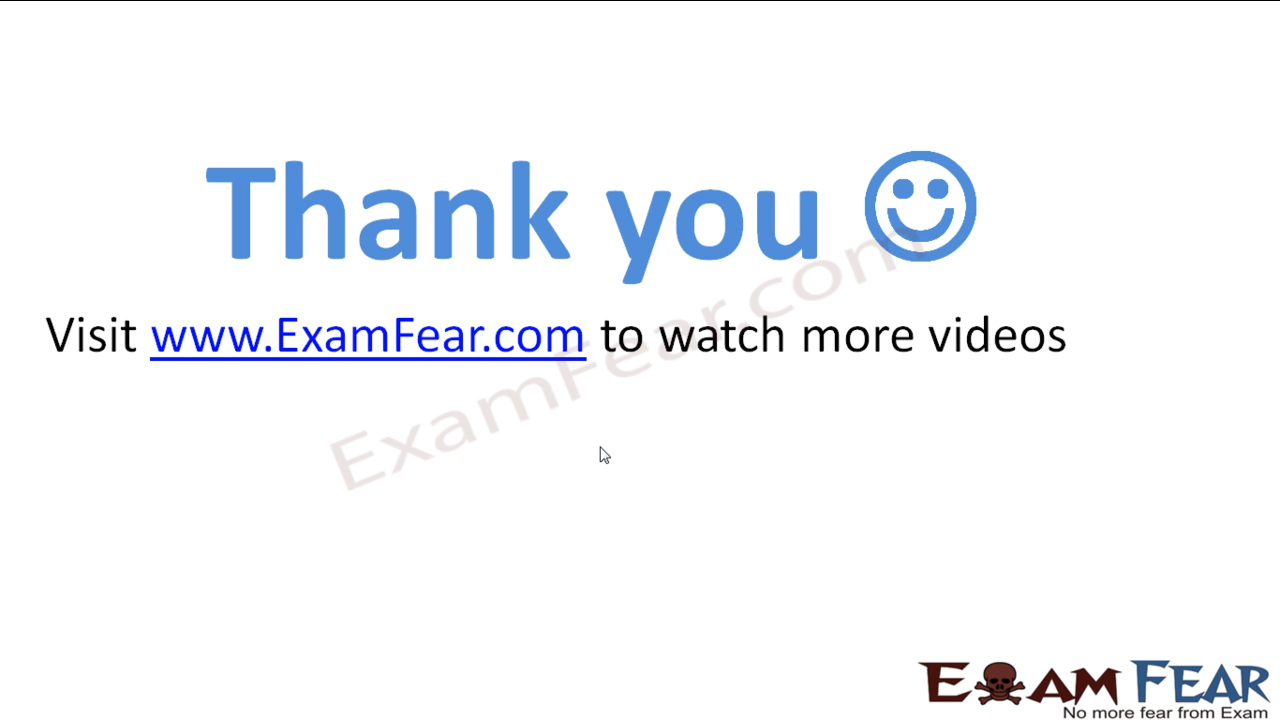 Thank you ☺
Visit www.ExamFear.com to watch more videos
ExamFear.com
EXAM FEAR
No more fear from Exam